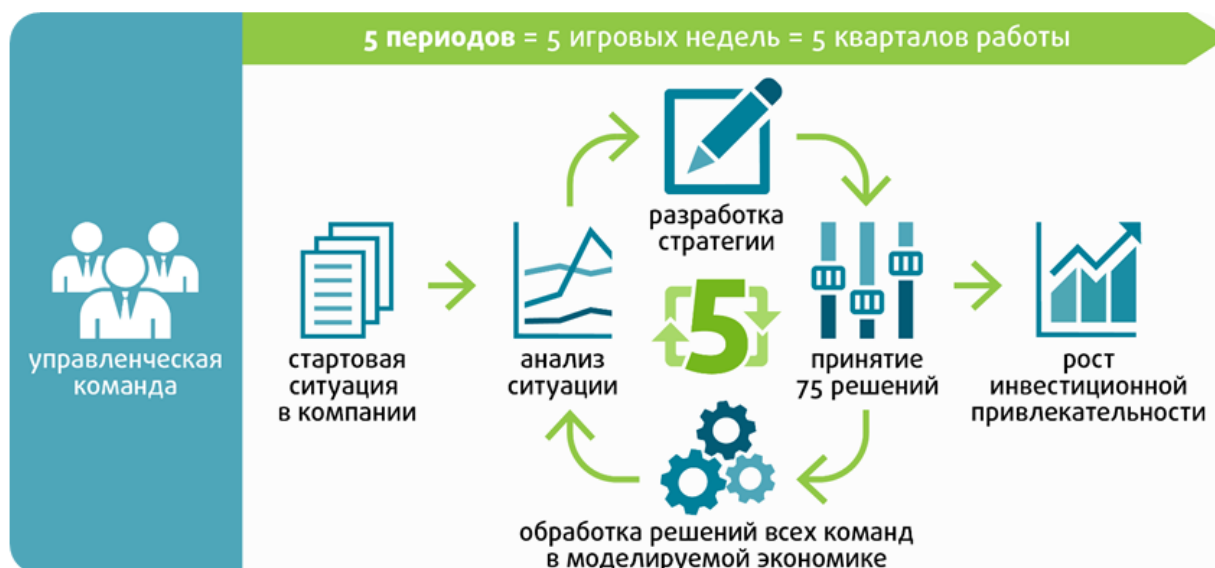 5 периодов = 5 игровых недель = 5 кварталов работы
управленческая
команда
стартовая
ситуация
в компании
анализ
ситуации
разработка
стратегии
5
принятие
75 решений
обработка решений всех команд
в моделируемой экономике
рост
инвестиционной
привлекательности